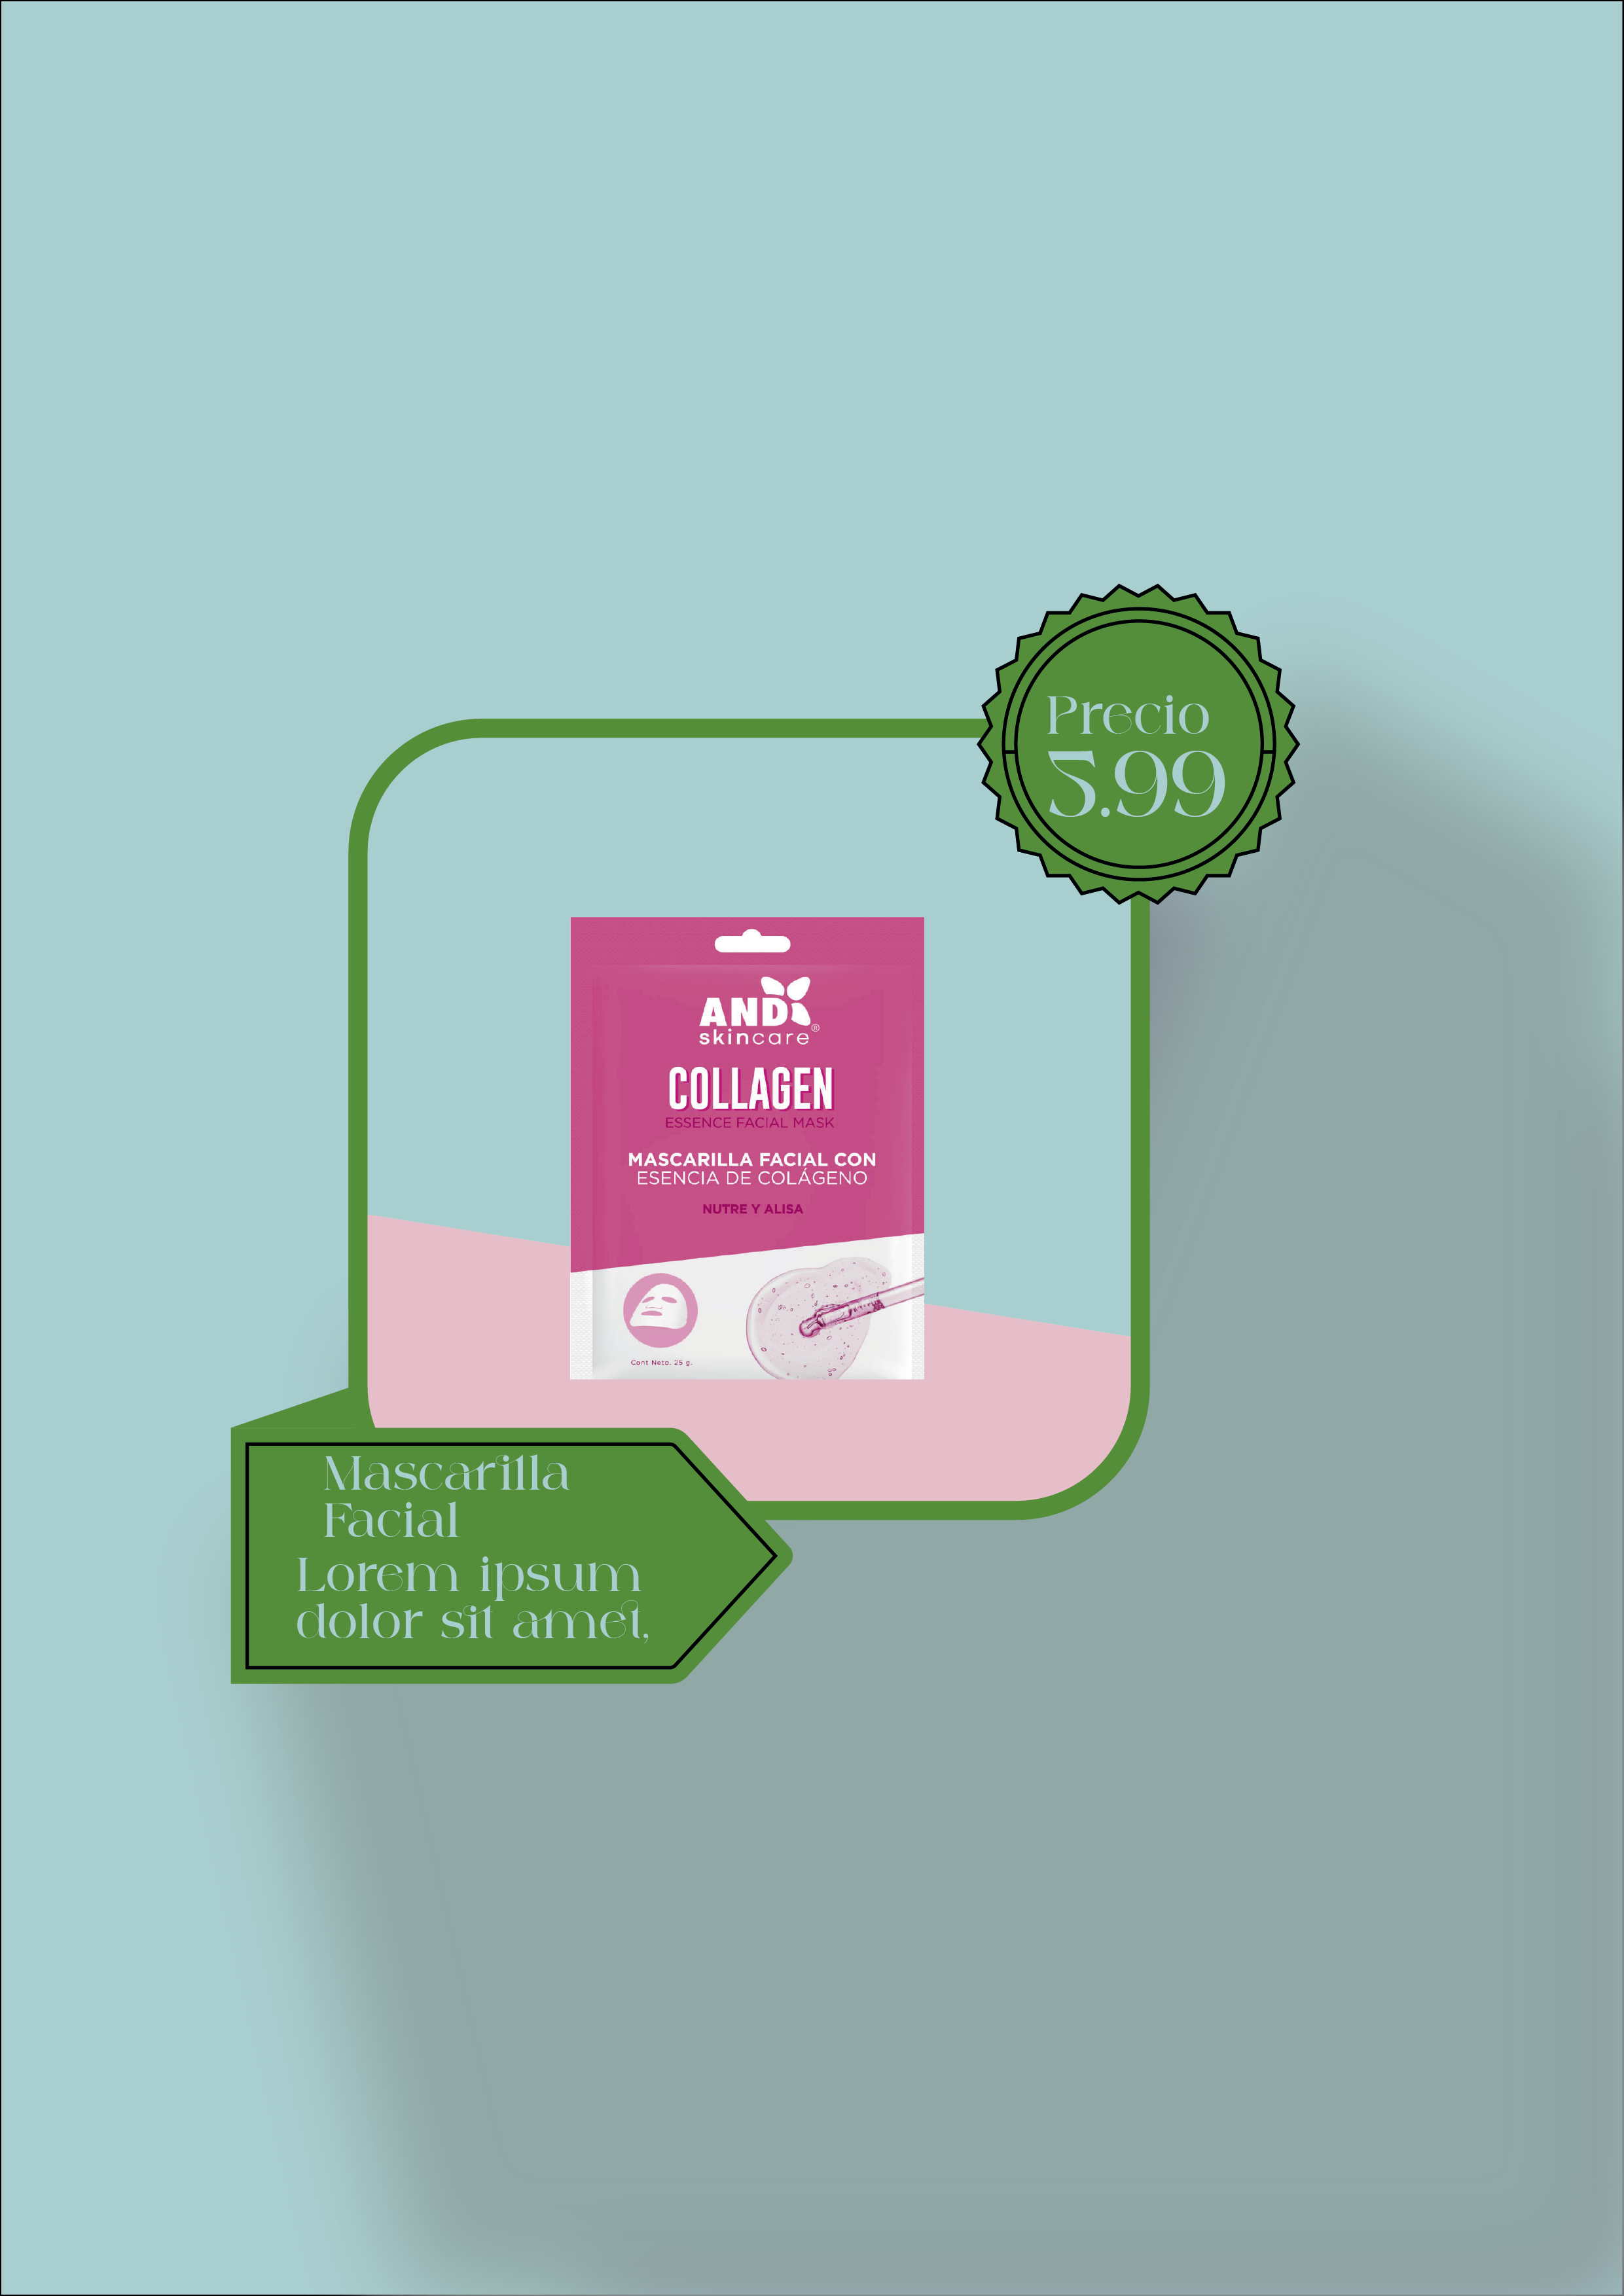 Precio
5.99
AND
skincare®
COLLAGEN
ESSENCE FACIAL MASK
MASCARILLA FACIAL CON
ESENCIA DE COLÁGENO
NUTRE Y ALISA
Cont Neto. 25 g.
Mascarilla
Facial
Lorem ipsum
dolor sit amet,